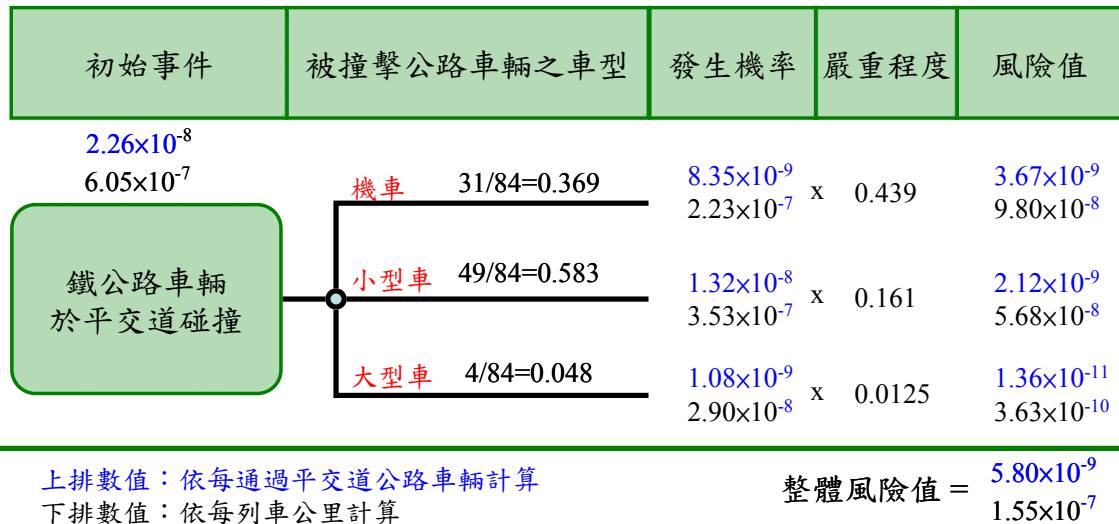 初始事件 被撞擊公路車輛之車型 發生機率 嚴重程度 風險值
2.26×10⁻⁸
6.05×10⁻⁷
鐵公路車輛
於平交道碰撞
機車 31/84=0.369 8.35×10⁻⁹ x 0.439 3.67×10⁻⁹
2.23×10⁻⁷ 9.80×10⁻⁸
小型車 49/84=0.583 1.32×10⁻⁸ x 0.161 2.12×10⁻⁹
3.53×10⁻⁷ 5.68×10⁻⁸
大型車 4/84=0.048 1.08×10⁻⁹ x 0.0125 1.36×10⁻¹¹
2.90×10⁻⁸ 3.63×10⁻¹⁰
上排數值：依每通過平交道公路車輛計算
下排數值：依每列車公里計算
整體風險值 = 5.80×10⁻⁹
1.55×10⁻⁷